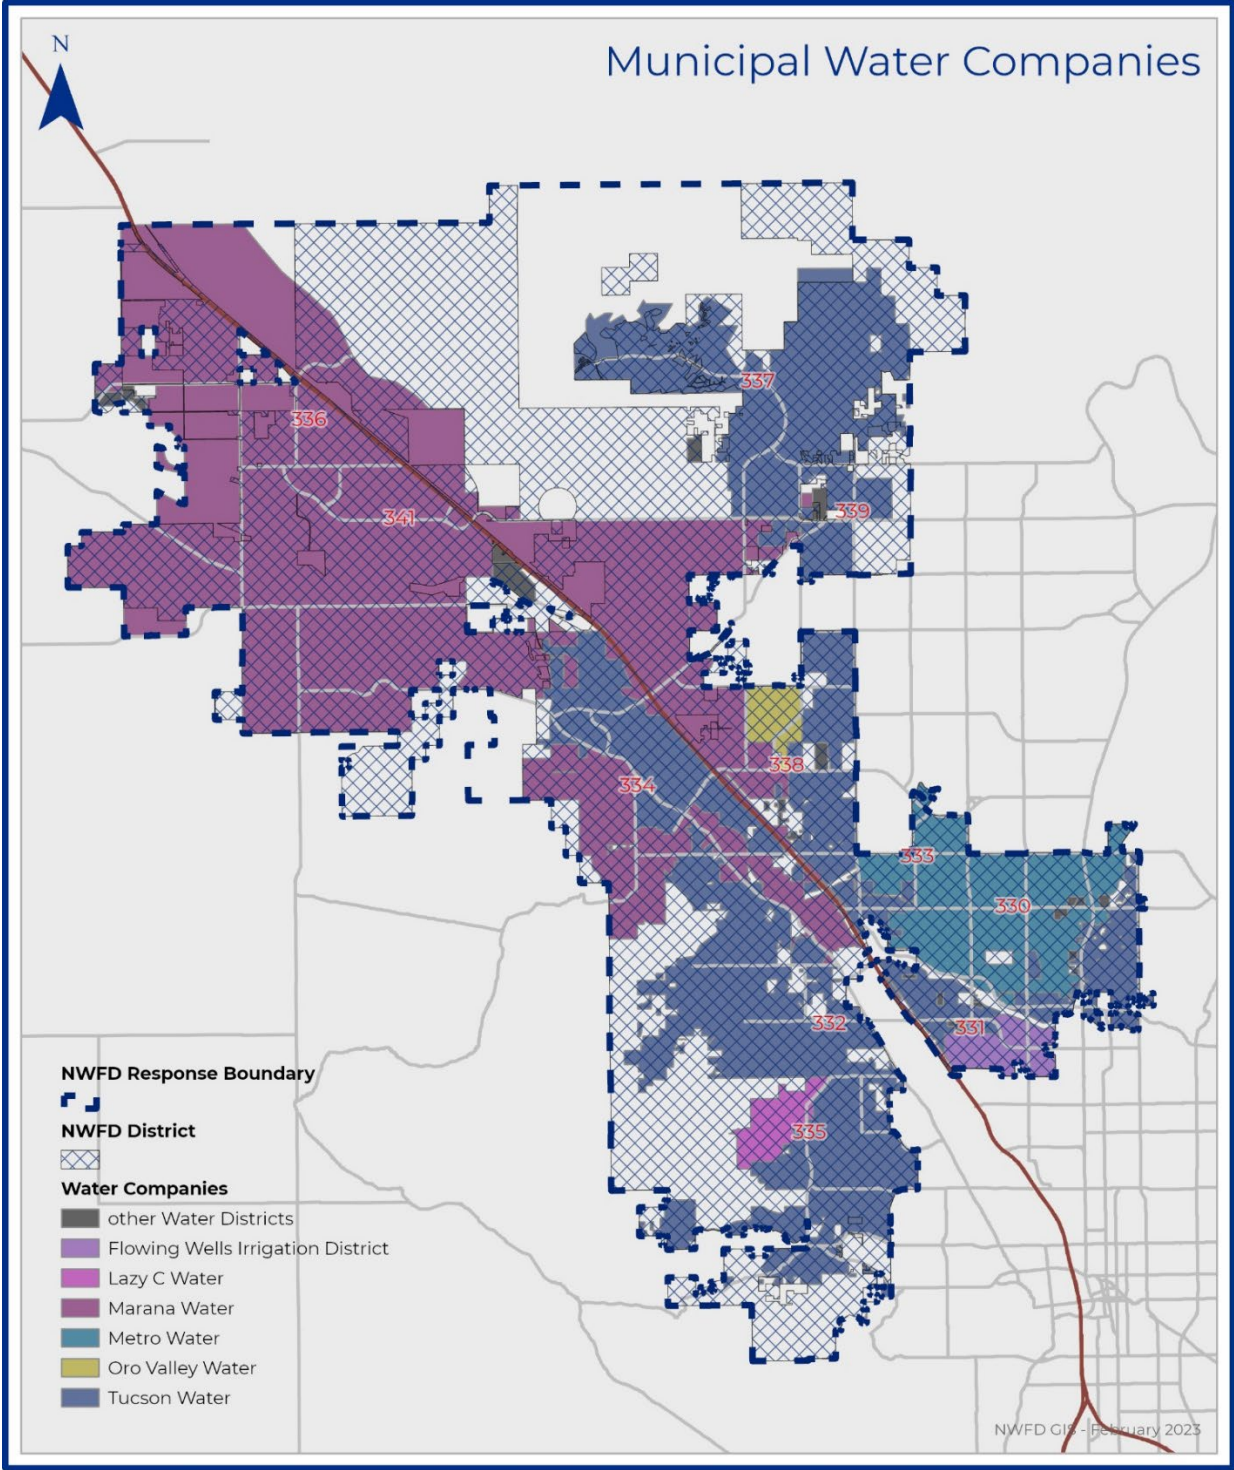 N
Municipal Water Companies
337
336
339
341
338
334
333
330
332
331
335
NWFD Response Boundary
NWFD District
Water Companies
other Water Districts
Flowing Wells Irrigation District
Lazy C Water
Marana Water
Metro Water
Oro Valley Water
Tucson Water
NWFD GIS - February 2023